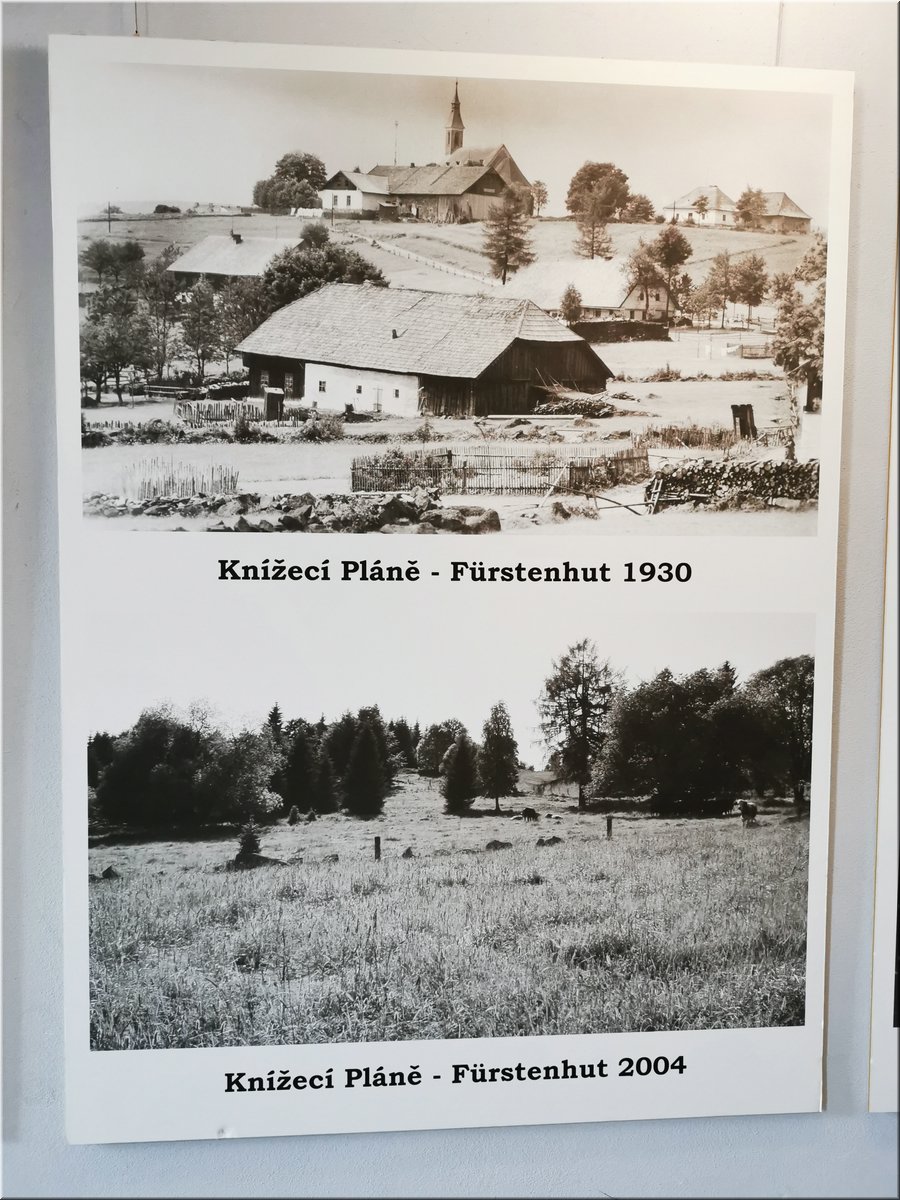 Knížecí Pláně - Fürstenhut 1930
Knížecí Pláně - Fürstenhut 2004